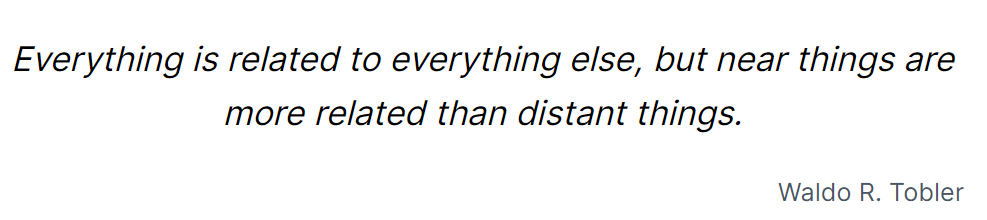 Everything is related to everything else, but near things are
more related than distant things.
Waldo R. Tobler